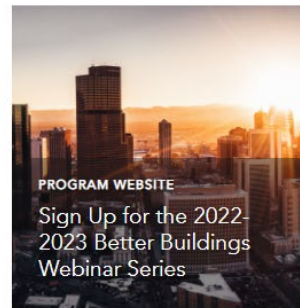 PROGRAM WEBSITE
Sign Up for the 2022-
2023 Better Buildings
Webinar Series